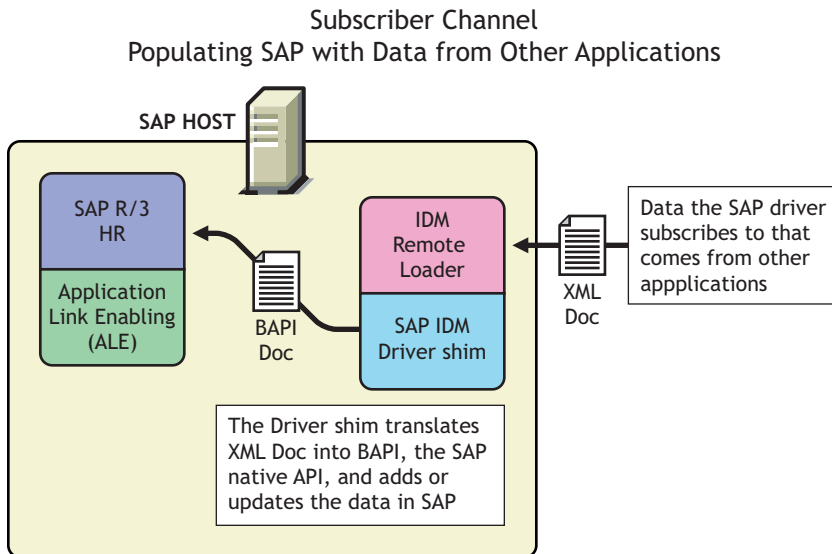 Subscriber Channel
Populating SAP with Data from Other Applications
SAP HOST
SAP R/3
HR
Application
Link Enabling
(ALE)
BAPI
Doc
IDM
Remote
Loader
SAP IDM
Driver shim
XML
Doc
Data the SAP driver
subscribes to that
comes from other
appplications
The Driver shim translates
XML Doc into BAPI, the SAP
native API, and adds or
updates the data in SAP